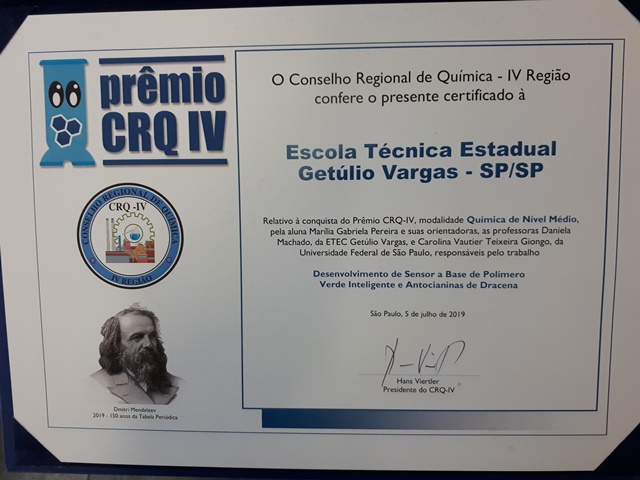 prêmio
CRQ IV
CONSELHO REGIONAL DE QUÍMICA
CRQ -IV
IV REGIÃO
Dmitri Mendeleev
2019 - 150 anos da Tabela Periódica
O Conselho Regional de Química - IV Região
confere o presente certificado à
Escola Técnica Estadual
Getúlio Vargas - SP/SP
Relativo à conquista do Prêmio CRQ-IV, modalidade Química de Nível Médio,
pela aluna Marília Gabriela Pereira e suas orientadoras, as professoras Daniela
Machado, da ETEC Getúlio Vargas, e Carolina Vautier Teixeira Giongo, da
Universidade Federal de São Paulo, responsáveis pelo trabalho
Desenvolvimento de Sensor a Base de Polímero
Verde Inteligente e Antocianinas de Dracena
São Paulo, 5 de julho de 2019
Hans Viertler
Presidente do CRQ-IV